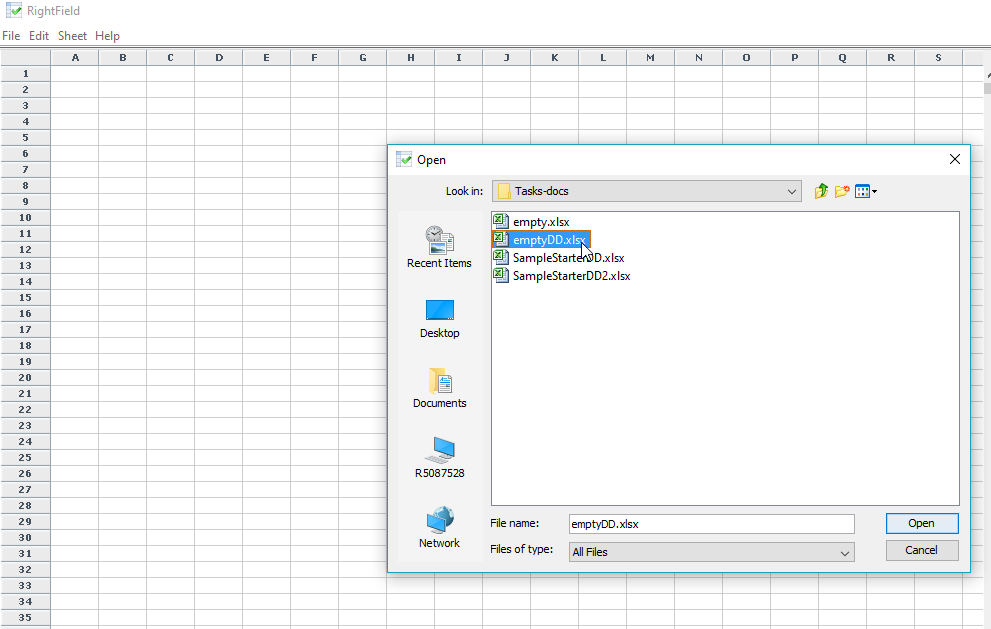 RightField
File Edit Sheet Help
A B C D E F G H I J K L M N O P Q R S
1
2
3
4
5
6
7
8
9
10
11
12
13
14
15
16
17
18
19
20
21
22
23
24
25
26
27
28
29
30
31
32
33
34
35
Open
Look in: Tasks-docs
Recent Items
Desktop
Documents
R5087528
Network
empty.xlsx
emptyDD.xlsx
SampleStarterDD.xlsx
SampleStarterDD2.xlsx
File name: emptyDD.xlsx Open
Files of type: All Files Cancel